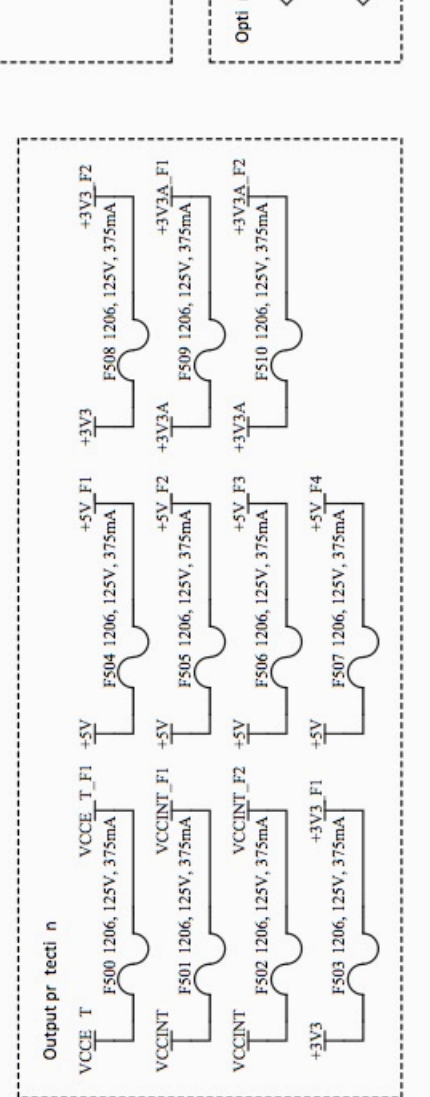 Opti
Output pr tecti n
VCCE T
F500 1206, 125V, 375mA
VCCE_T_F1
+5V
F504 1206, 125V, 375mA
+5V_F1
+3V3
F508 1206, 125V, 375mA
+3V3_F2
VCCINT
F501 1206, 125V, 375mA
VCCINT_F1
+5V
F505 1206, 125V, 375mA
+5V_F2
+3V3A
F509 1206, 125V, 375mA
+3V3A_F1
VCCINT
F502 1206, 125V, 375mA
VCCINT_F2
+5V
F506 1206, 125V, 375mA
+5V_F3
+3V3A
F510 1206, 125V, 375mA
+3V3A_F2
+3V3
F503 1206, 125V, 375mA
+3V3_F1
+5V
F507 1206, 125V, 375mA
+5V_F4